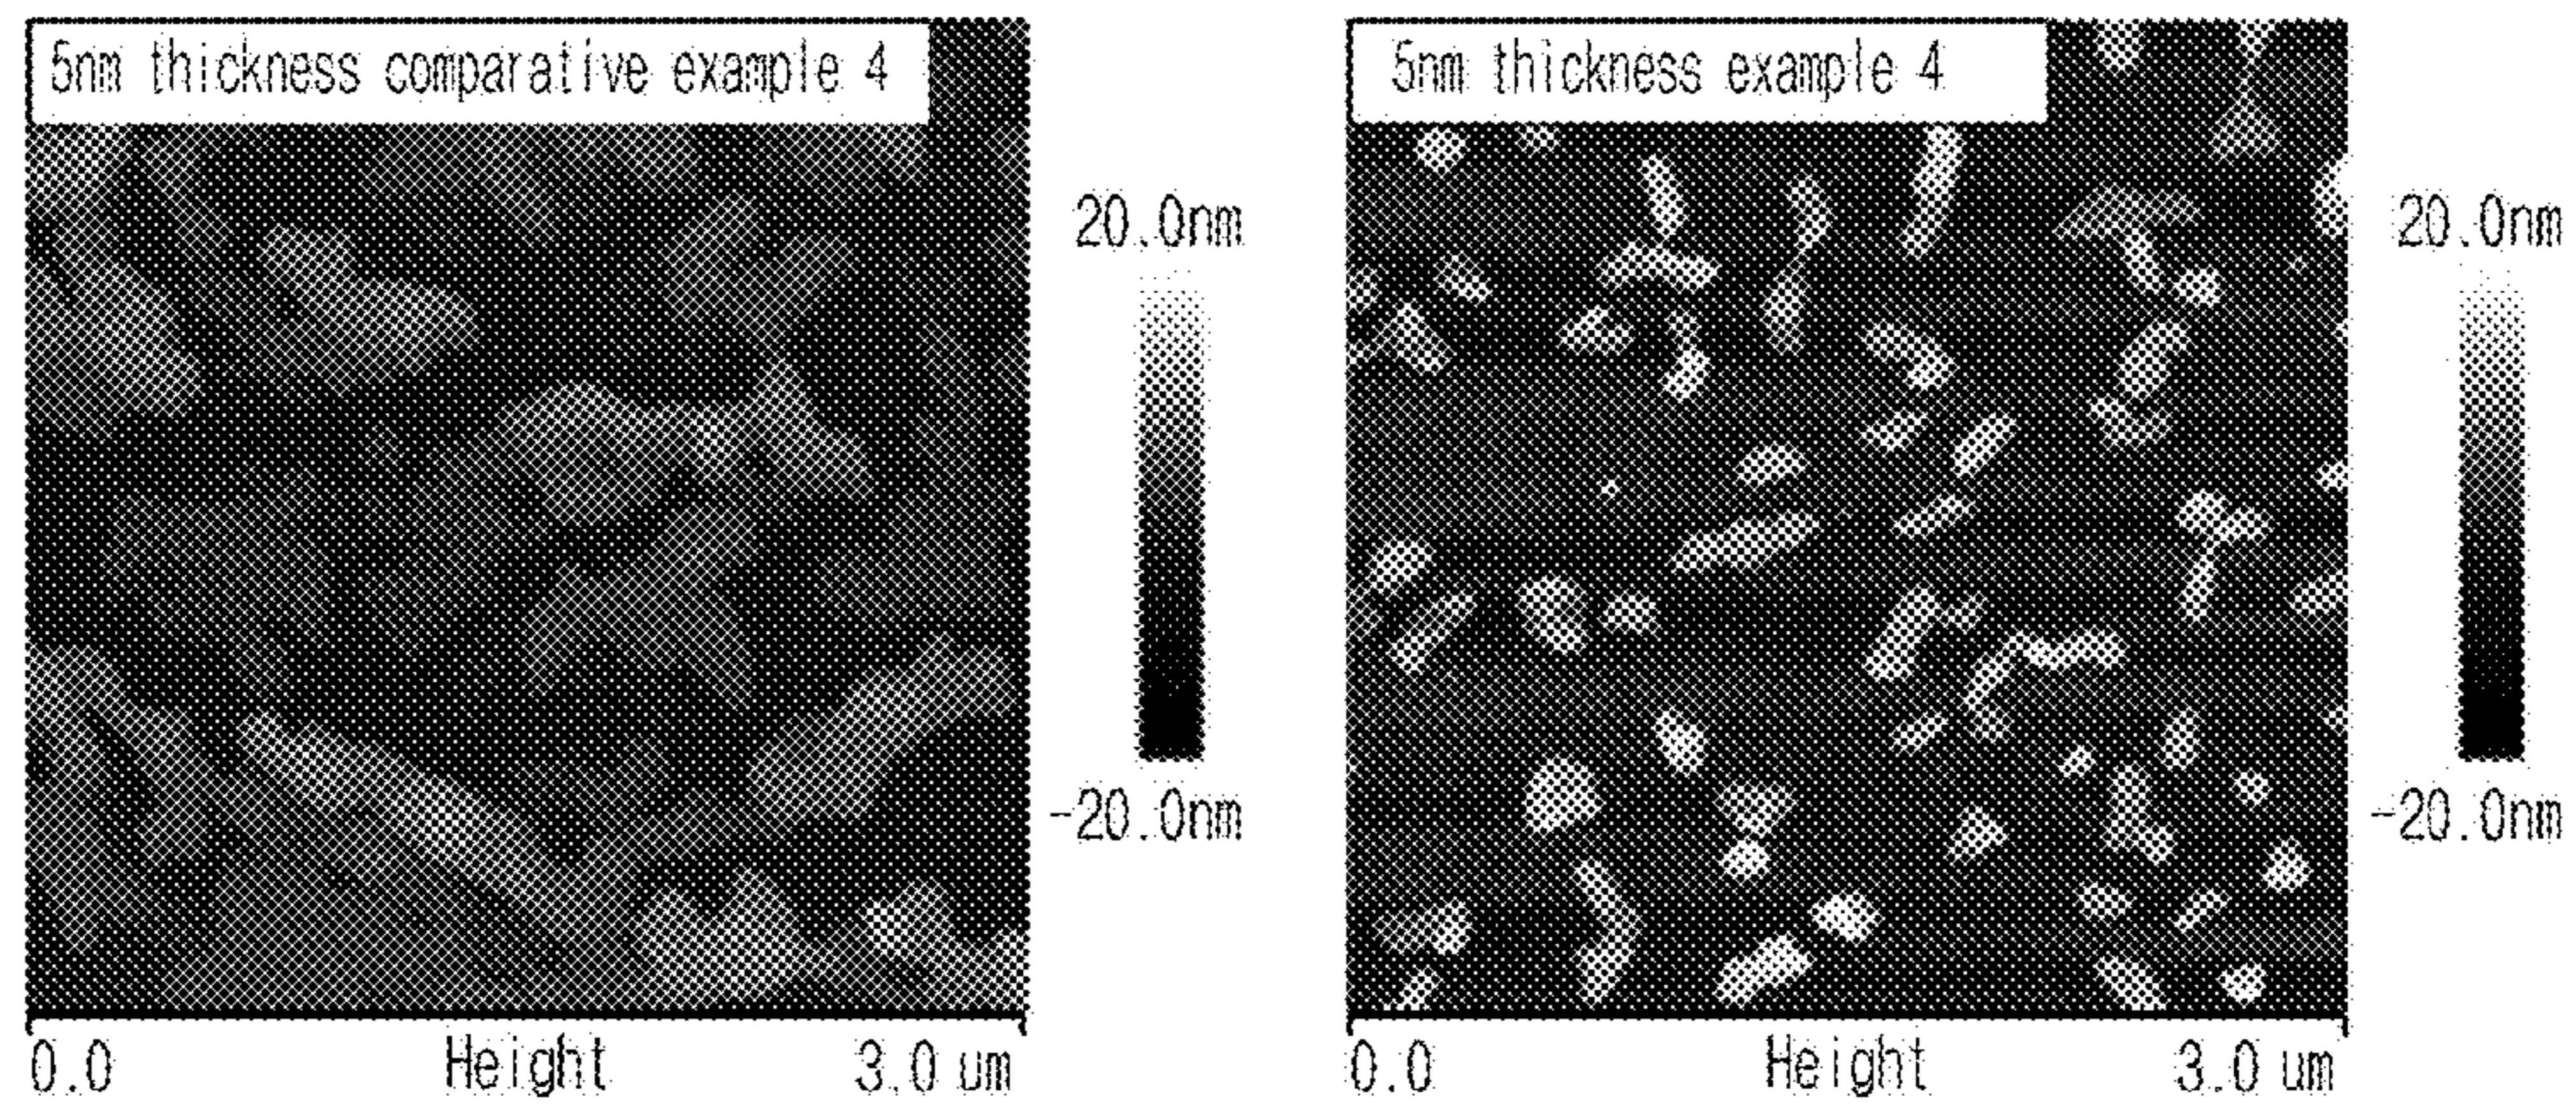 5nm thickness comparative example 4
20.0nm
-20.0nm
0.0 Height 3.0 um
5nm thickness example 4
20.0nm
-20.0nm
0.0 Height 3.0 um